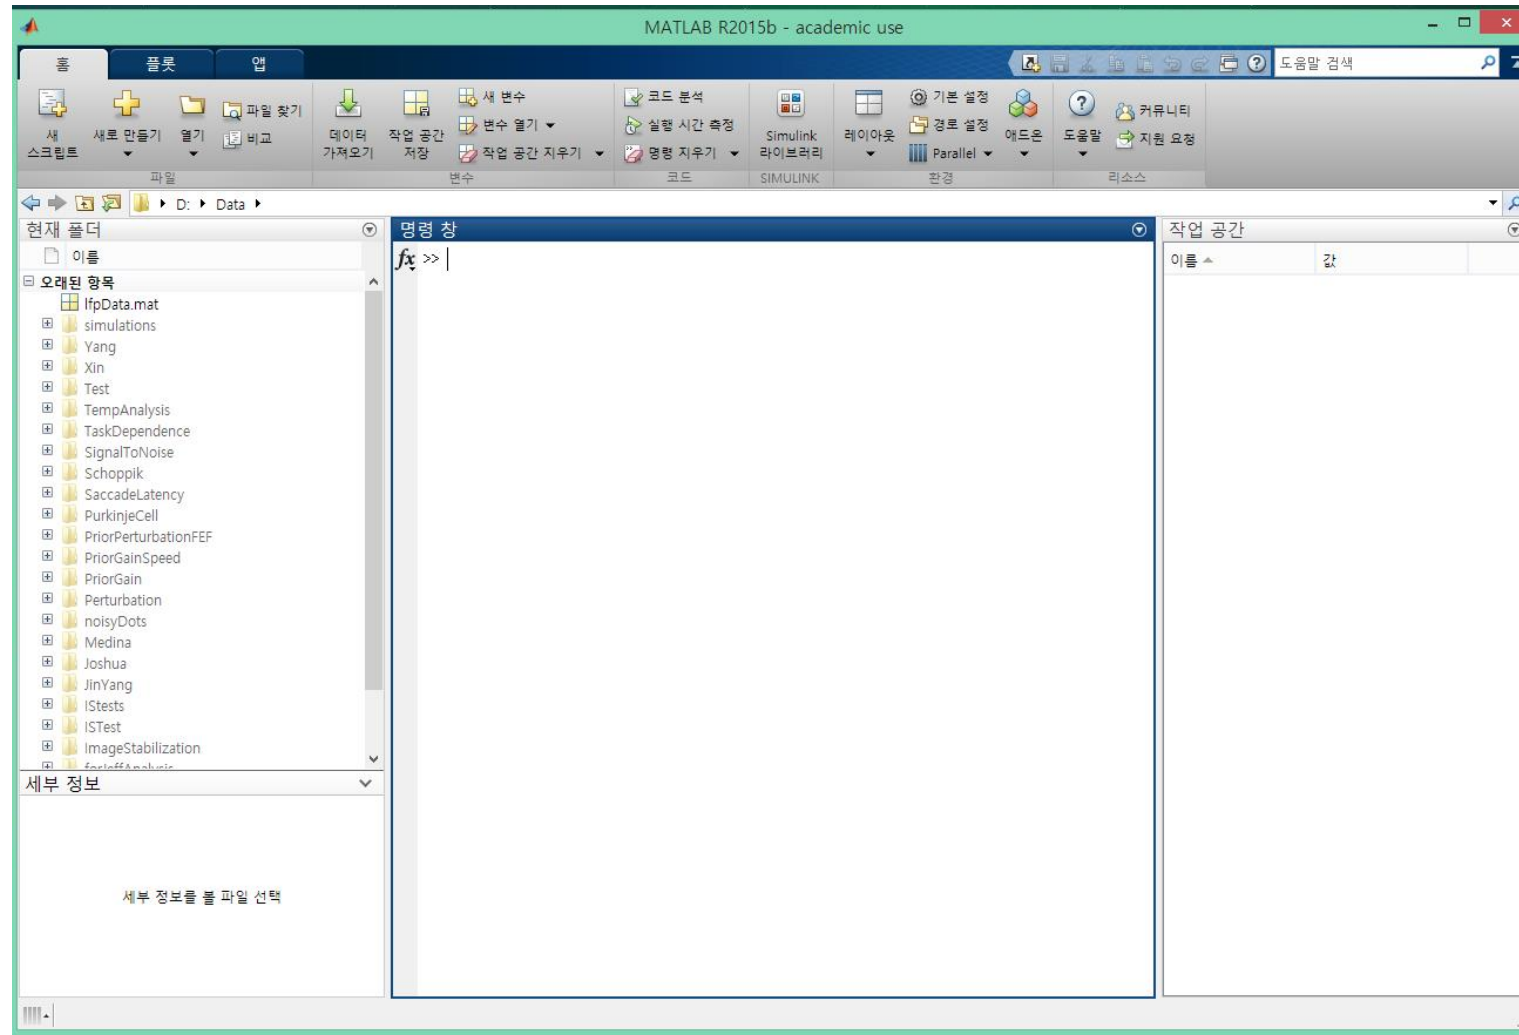 MATLAB R2015b - academic use
홈 플롯 앱
도움말 검색
새 스크립트
새로 만들기
열기
파일 찾기
비교
데이터 가져오기
작업 공간 저장
새 변수
변수 열기
작업 공간 지우기
코드 분석
실행 시간 측정
명령 지우기
Simulink 라이브러리
레이아웃
기본 설정
경로 설정
Parallel
애드온
도움말
커뮤니티
지원 요청
파일 변수 코드 SIMULINK 환경 리소스
D: Data
현재 폴더
이름
오래된 항목
lfpData.mat
simulations
Yang
Xin
Test
TempAnalysis
TaskDependence
SignalToNoise
Schoppik
SaccadeLatency
PurkinjeCell
PriorPerturbationFEF
PriorGainSpeed
PriorGain
Perturbation
noisyDots
Medina
Joshua
JinYang
IStests
ISTest
ImageStabilization
세부 정보
세부 정보를 볼 파일 선택
명령 창
fx >>
작업 공간
이름 값